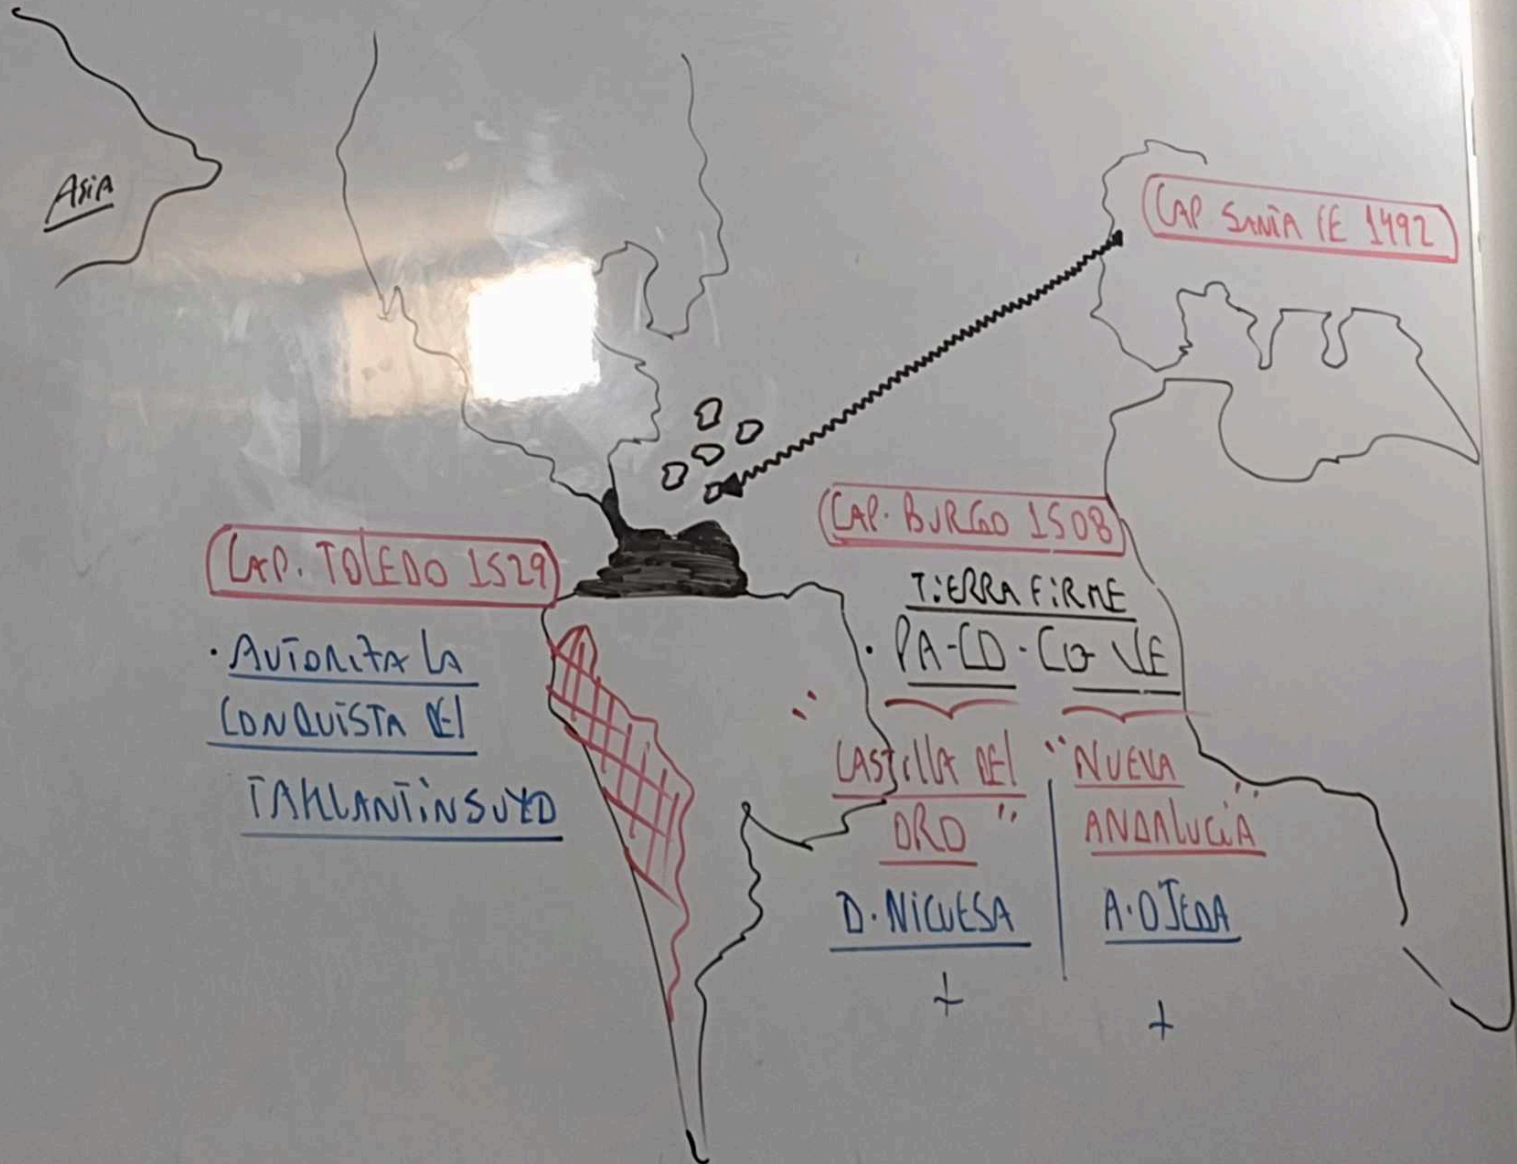 ASIA
CAP SANTA FE 1492
CAP. BURGO 1508
TIERRA FIRME
• PA-CO-CO-VE
"CASTILLA DEL
ORO"
D. NICUESA
+
"NUEVA
ANDALUCIA"
A. OJEDA
+
CAP. TOLEDO 1529
• AUTORIZA LA
CONQUISTA DEL
TAHUANTINSUYO